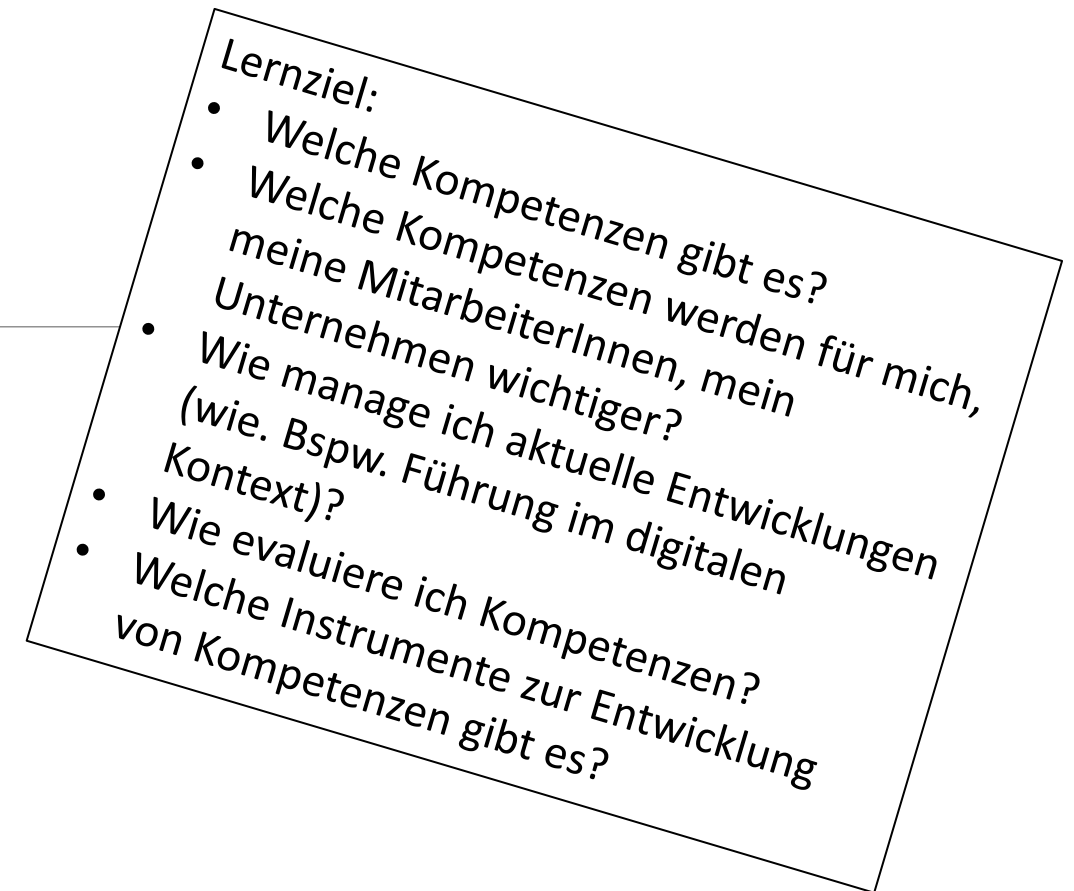 Lernziel:
• Welche Kompetenzen gibt es?
• Welche Kompetenzen werden für mich,
meine MitarbeiterInnen, mein
Unternehmen wichtiger?
• Wie manage ich aktuelle Entwicklungen
(wie. Bspw. Führung im digitalen
Kontext)?
• Wie evaluiere ich Kompetenzen?
• Welche Instrumente zur Entwicklung
von Kompetenzen gibt es?